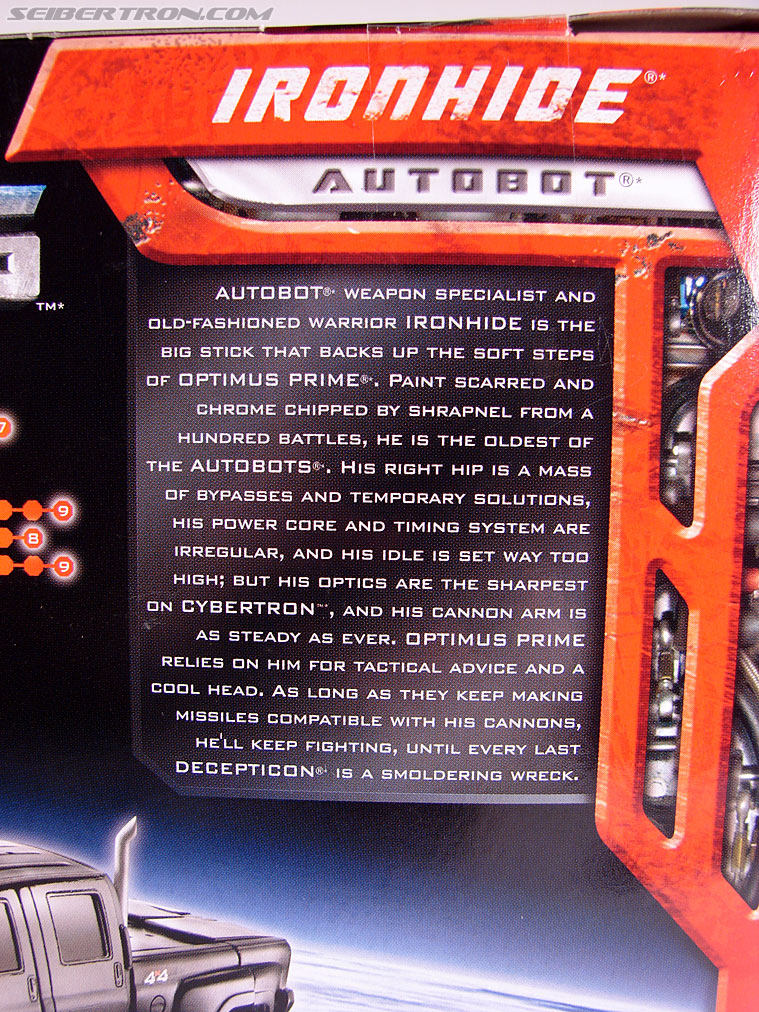 SEIBERTRON.COM
IRONHIDE®*
AUTOBOT®*
TM*
AUTOBOT®* WEAPON SPECIALIST AND
OLD-FASHIONED WARRIOR IRONHIDE IS THE
BIG STICK THAT BACKS UP THE SOFT STEPS
OF OPTIMUS PRIME®*. PAINT SCARRED AND
CHROME CHIPPED BY SHRAPNEL FROM A
HUNDRED BATTLES, HE IS THE OLDEST OF
THE AUTOBOTS®*. HIS RIGHT HIP IS A MASS
OF BYPASSES AND TEMPORARY SOLUTIONS,
HIS POWER CORE AND TIMING SYSTEM ARE
IRREGULAR, AND HIS IDLE IS SET WAY TOO
HIGH; BUT HIS OPTICS ARE THE SHARPEST
ON CYBERTRON™*, AND HIS CANNON ARM IS
AS STEADY AS EVER. OPTIMUS PRIME
RELIES ON HIM FOR TACTICAL ADVICE AND A
COOL HEAD. AS LONG AS THEY KEEP MAKING
MISSILES COMPATIBLE WITH HIS CANNONS,
HE'LL KEEP FIGHTING, UNTIL EVERY LAST
DECEPTICON®* IS A SMOLDERING WRECK.
7
9
8
9
4x4